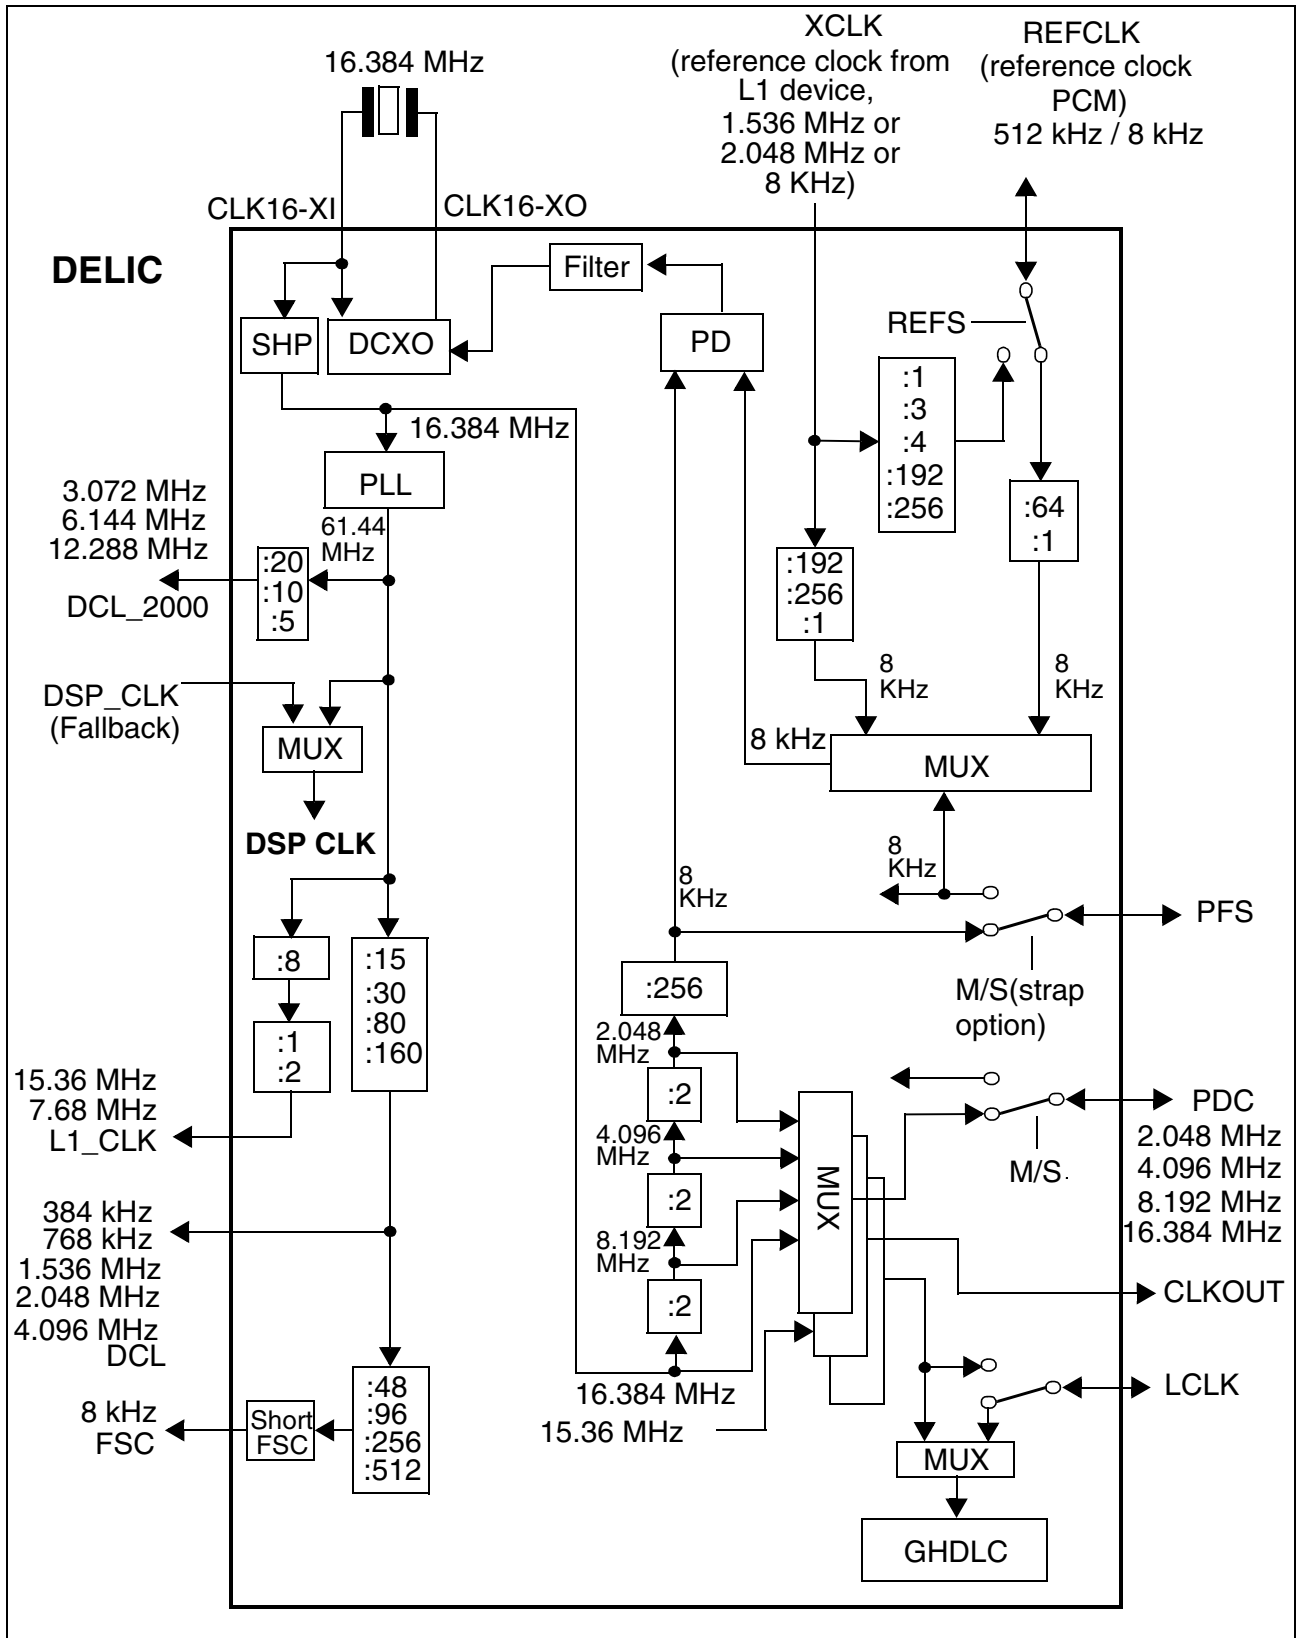 XCLK
(reference clock from
L1 device,
1.536 MHz or
2.048 MHz or
8 KHz)
REFCLK
(reference clock
PCM)
512 kHz / 8 kHz
16.384 MHz
CLK16-XI
CLK16-XO
DELIC
Filter
SHP
DCXO
PD
REFS
:1
:3
:4
:192
:256
16.384 MHz
PLL
:64
:1
3.072 MHz
6.144 MHz
12.288 MHz
DCL_2000
61.44
MHz
:20
:10
:5
:192
:256
:1
8
KHz
8
KHz
DSP_CLK
(Fallback)
MUX
8 kHz
MUX
DSP CLK
8
KHz
8
KHz
PFS
:8
:15
:30
:80
:160
:256
M/S(strap
option)
:1
:2
2.048
MHz
:2
15.36 MHz
7.68 MHz
L1_CLK
4.096
MHz
:2
MUX
PDC
2.048 MHz
4.096 MHz
8.192 MHz
16.384 MHz
M/S.
384 kHz
768 kHz
1.536 MHz
2.048 MHz
4.096 MHz
DCL
8.192
MHz
:2
CLKOUT
16.384 MHz
15.36 MHz
LCLK
:48
:96
:256
:512
8 kHz
FSC
Short
FSC
MUX
GHDLC